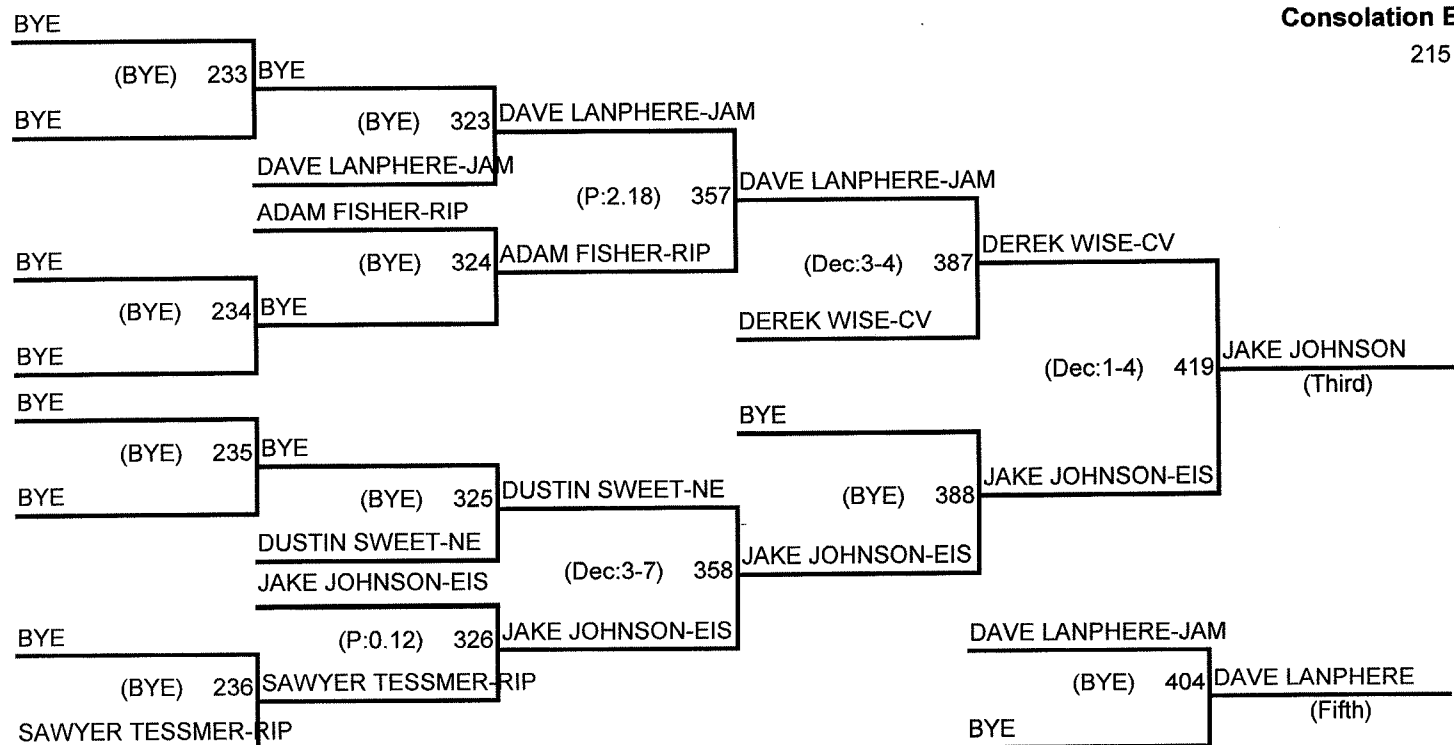 Consolation
215
BYE
(BYE) 233
BYE
BYE
(BYE) 323
DAVE LANPHERE-JAM
DAVE LANPHERE-JAM
(P:2.18) 357
DAVE LANPHERE-JAM
ADAM FISHER-RIP
(BYE) 324
ADAM FISHER-RIP
BYE
(BYE) 234
BYE
BYE
(Dec:3-4) 387
DEREK WISE-CV
DEREK WISE-CV
(Dec:1-4) 419
JAKE JOHNSON
(Third)
BYE
(BYE) 235
BYE
BYE
(BYE) 325
DUSTIN SWEET-NE
DUSTIN SWEET-NE
(Dec:3-7) 358
JAKE JOHNSON-EIS
JAKE JOHNSON-EIS
(P:0.12) 326
JAKE JOHNSON-EIS
BYE
(BYE) 388
JAKE JOHNSON-EIS
BYE
(BYE) 236
SAWYER TESSMER-RIP
SAWYER TESSMER-RIP
DAVE LANPHERE-JAM
(BYE) 404
DAVE LANPHERE
(Fifth)
BYE